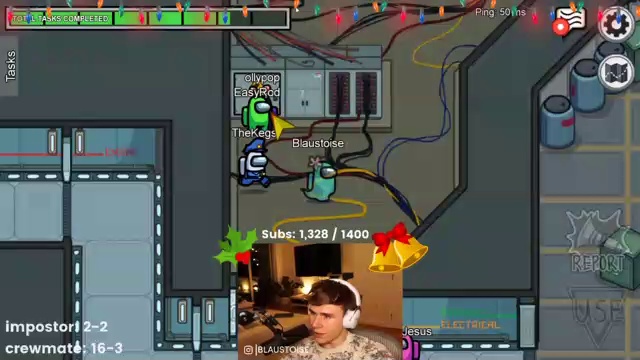 TOTAL TASKS COMPLETED
Ping: 50 ms
Tasks
ollypop
EasyRod
TheKegs
Blaustoise
Subs: 1,328 / 1400
REPORT
USE
impostor: 2-2
crewmate: 16-3
BLAUSTOISE
Jesus
ELECTRICAL